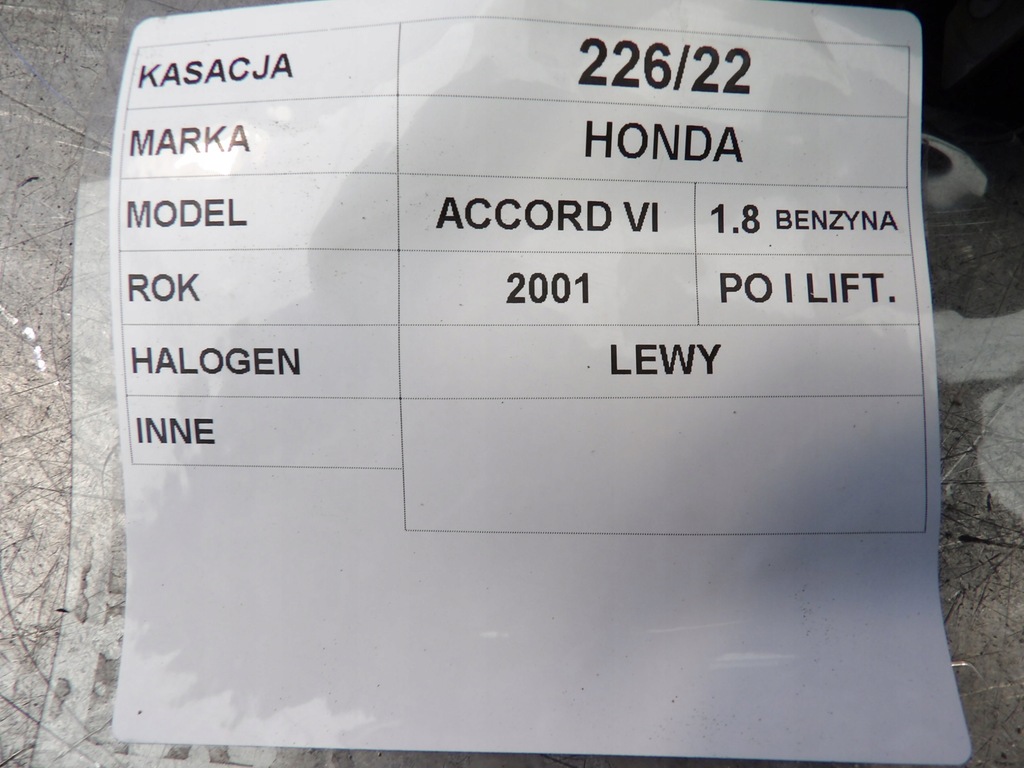 KASACJA 226/22
MARKA HONDA
MODEL ACCORD VI 1.8 BENZYNA
ROK 2001 PO I LIFT.
HALOGEN LEWY
INNE